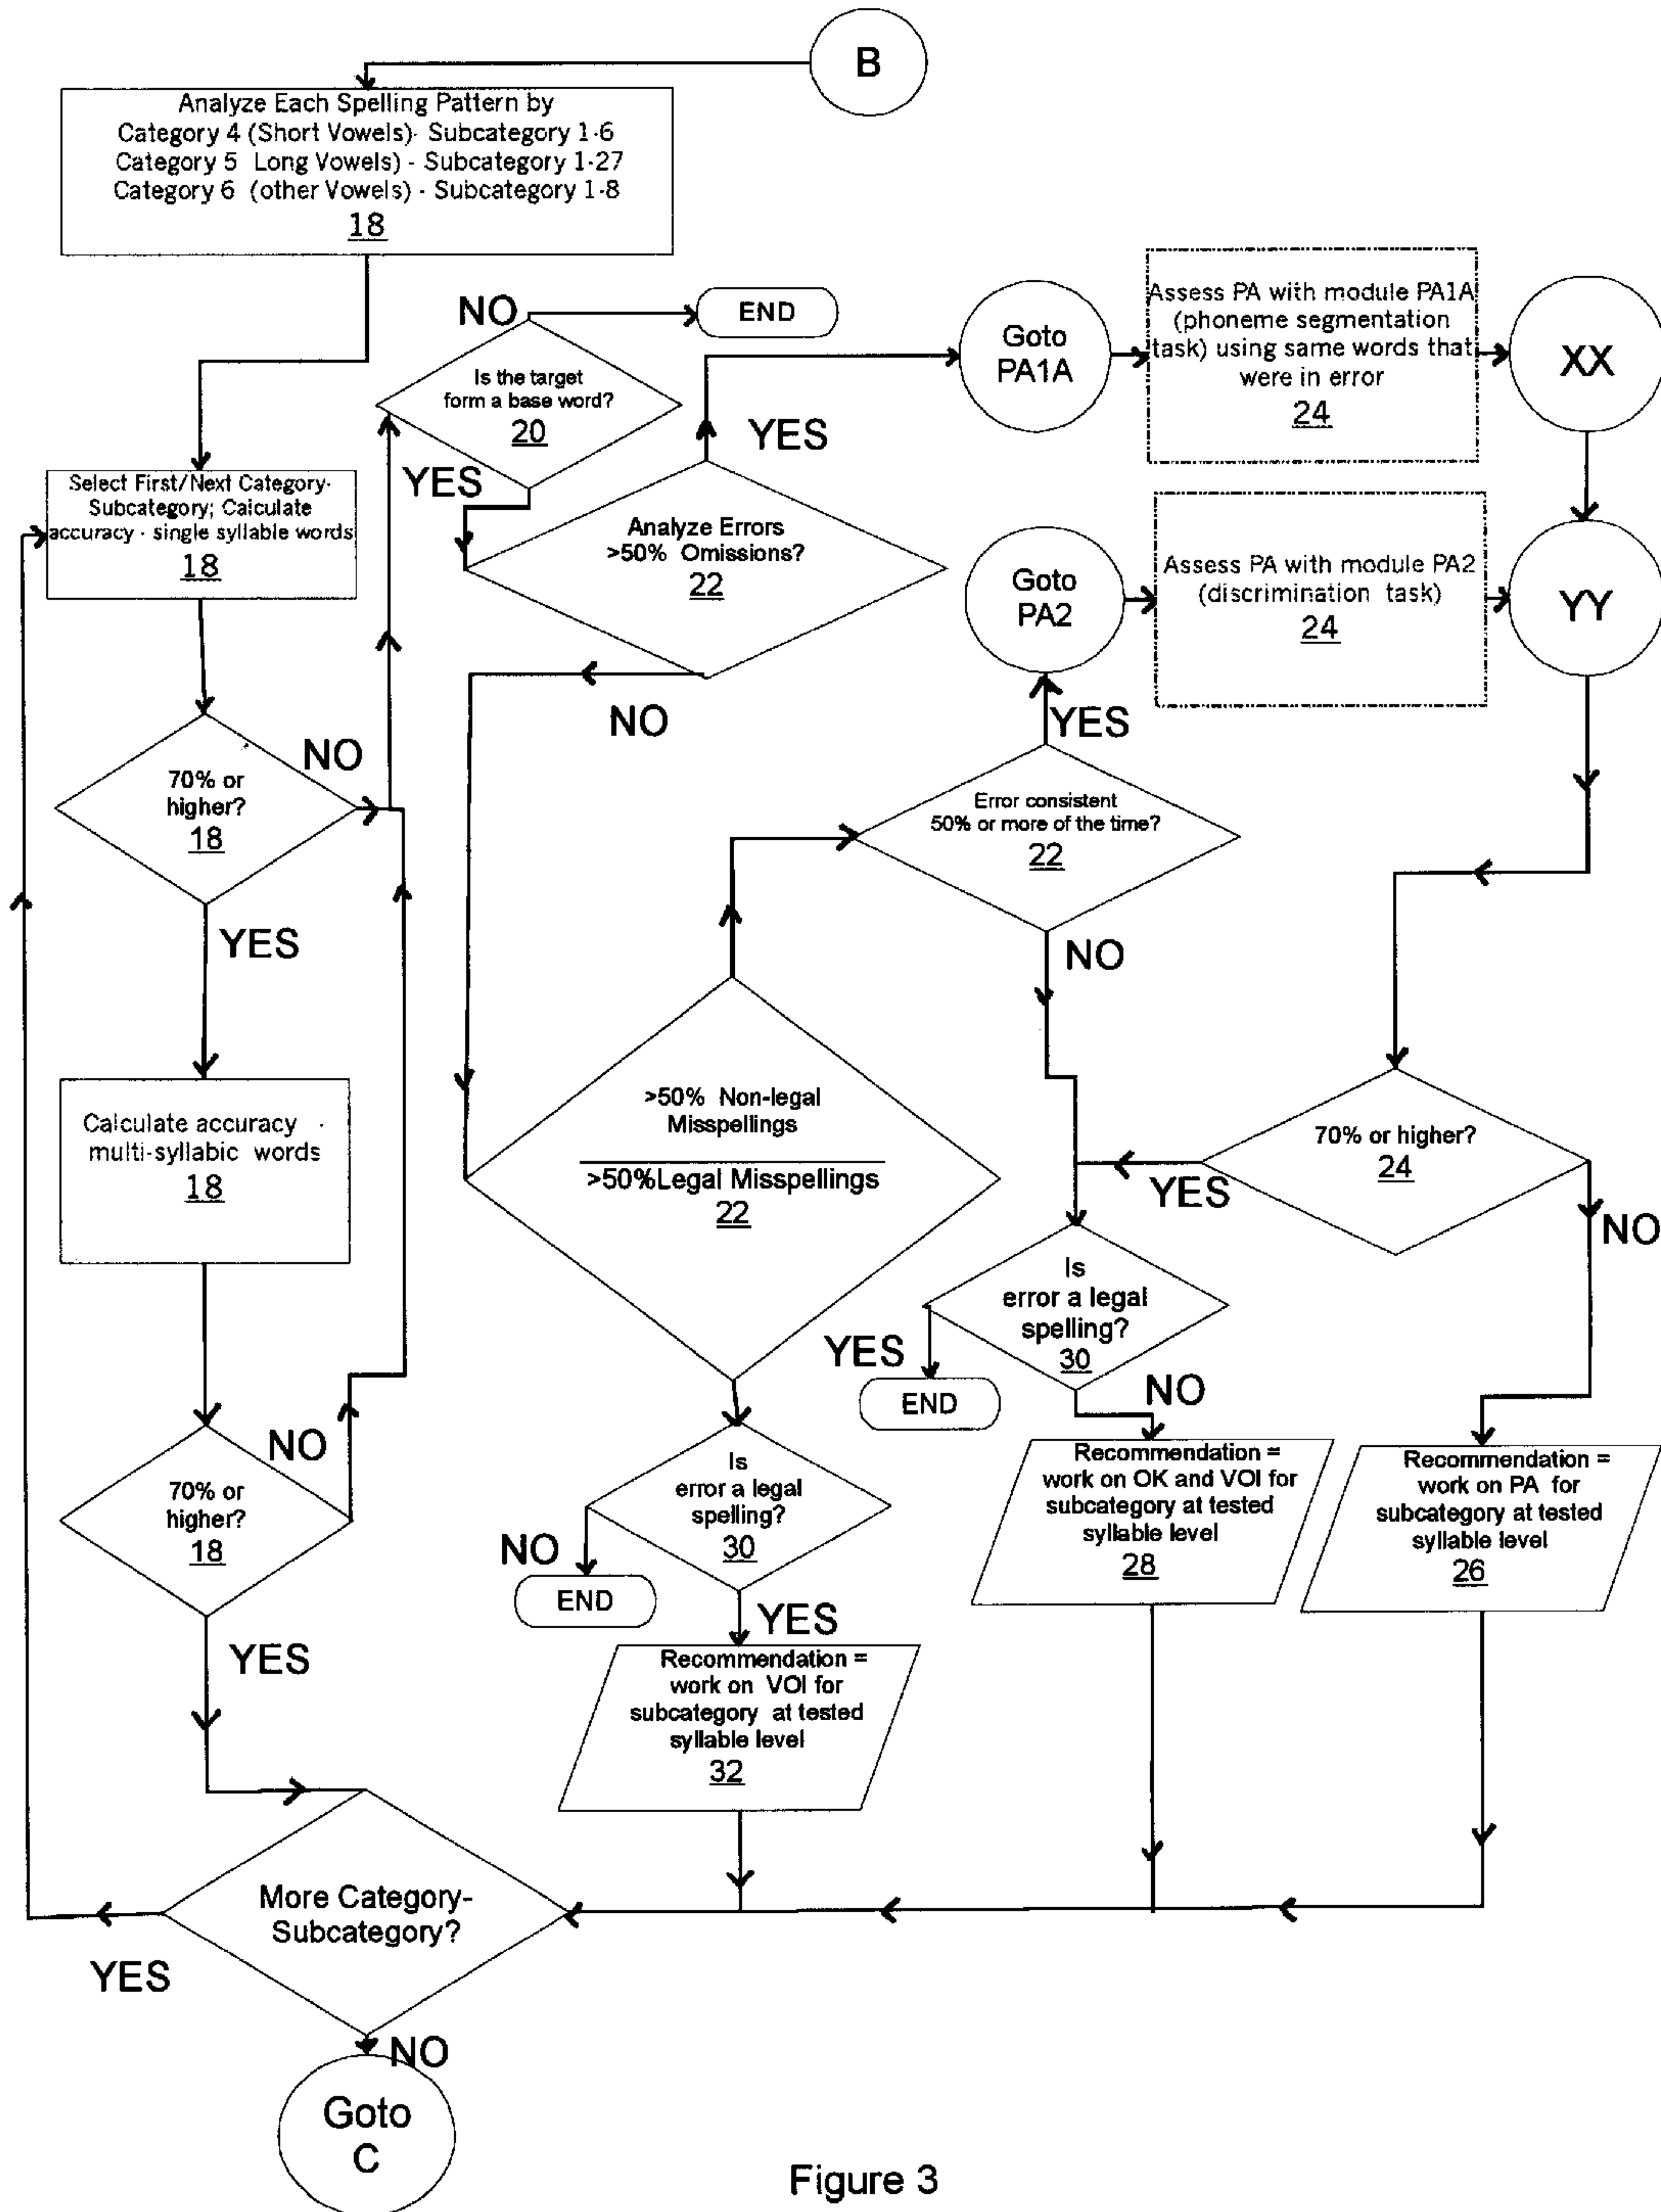 B
Analyze Each Spelling Pattern by
Category 4 (Short Vowels)- Subcategory 1-6
Category 5 Long Vowels) - Subcategory 1-27
Category 6 (other Vowels) - Subcategory 1-8
18
Select First/Next Category-
Subcategory; Calculate
accuracy - single syllable words
18
70% or
higher?
18
NO
YES
Calculate accuracy -
multi-syllabic words
18
70% or
higher?
18
NO
YES
More Category-
Subcategory?
YES
NO
Goto
C
NO
END
Is the target
form a base word?
20
YES
Analyze Errors
>50% Omissions?
22
YES
NO
Goto
PA1A
Assess PA with module PA1A
(phoneme segmentation
task) using same words that
were in error
24
XX
Goto
PA2
Assess PA with module PA2
(discrimination task)
24
YY
YES
Error consistent
50% or more of the time?
22
NO
>50% Non-legal
Misspellings
>50%Legal Misspellings
22
70% or higher?
24
YES
NO
Is
error a legal
spelling?
30
YES
END
NO
Is
error a legal
spelling?
30
NO
END
YES
Recommendation =
work on VOI for
subcategory at tested
syllable level
32
Recommendation =
work on OK and VOI for
subcategory at tested
syllable level
28
Recommendation =
work on PA for
subcategory at tested
syllable level
26
Figure 3